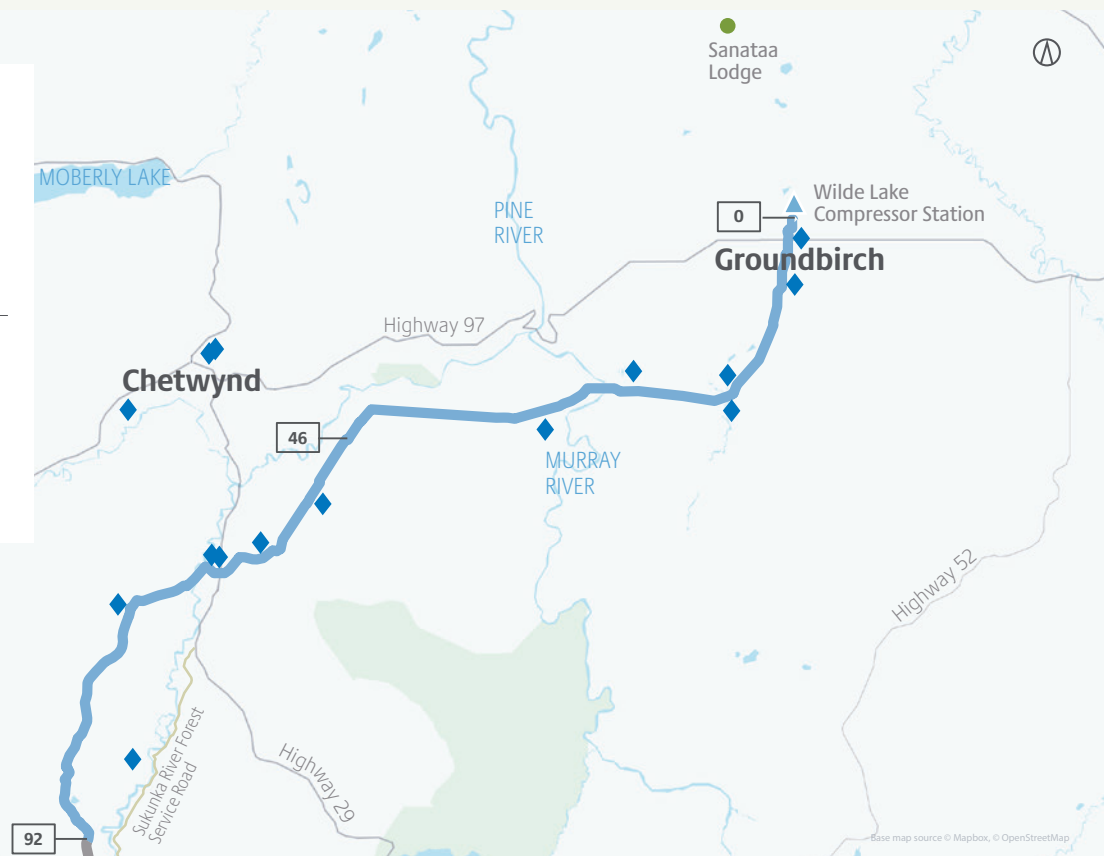 Sanataa
Lodge
MOBERLY LAKE
Wilde Lake
Compressor Station
PINE
RIVER
0
Groundbirch
Highway 97
Chetwynd
46
MURRAY
RIVER
Highway 52
Sukunka River Forest
Service Road
Highway 29
92
Base map source © Mapbox, © OpenStreetMap